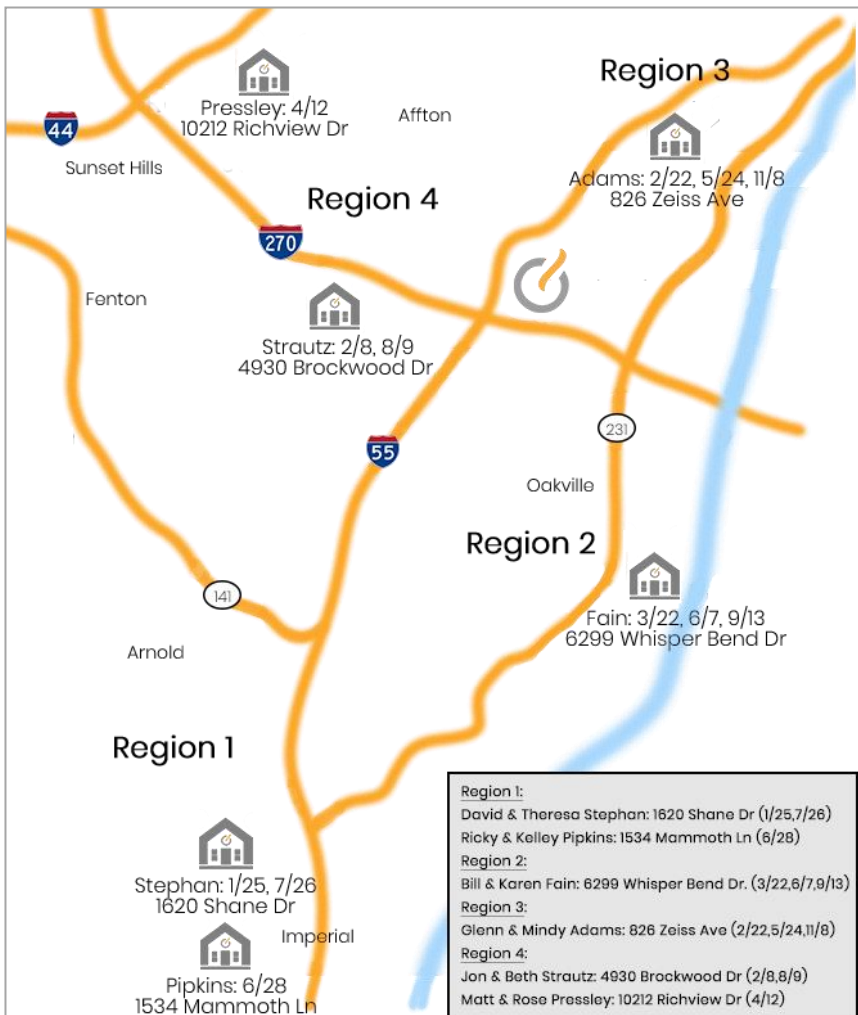 Region 3
Pressley: 4/12
10212 Richview Dr
Affton
44
Sunset Hills
Adams: 2/22, 5/24, 11/8
826 Zeiss Ave
Region 4
270
Fenton
Strautz: 2/8, 8/9
4930 Brockwood Dr
231
55
Oakville
Region 2
141
Fain: 3/22, 6/7, 9/13
6299 Whisper Bend Dr
Arnold
Region 1
Stephan: 1/25, 7/26
1620 Shane Dr
Imperial
Pipkins: 6/28
1534 Mammoth Ln
Region 1:
David & Theresa Stephan: 1620 Shane Dr (1/25,7/26)
Ricky & Kelley Pipkins: 1534 Mammoth Ln (6/28)
Region 2:
Bill & Karen Fain: 6299 Whisper Bend Dr. (3/22,6/7,9/13)
Region 3:
Glenn & Mindy Adams: 826 Zeiss Ave (2/22,5/24,11/8)
Region 4:
Jon & Beth Strautz: 4930 Brockwood Dr (2/8,8/9)
Matt & Rose Pressley: 10212 Richview Dr (4/12)